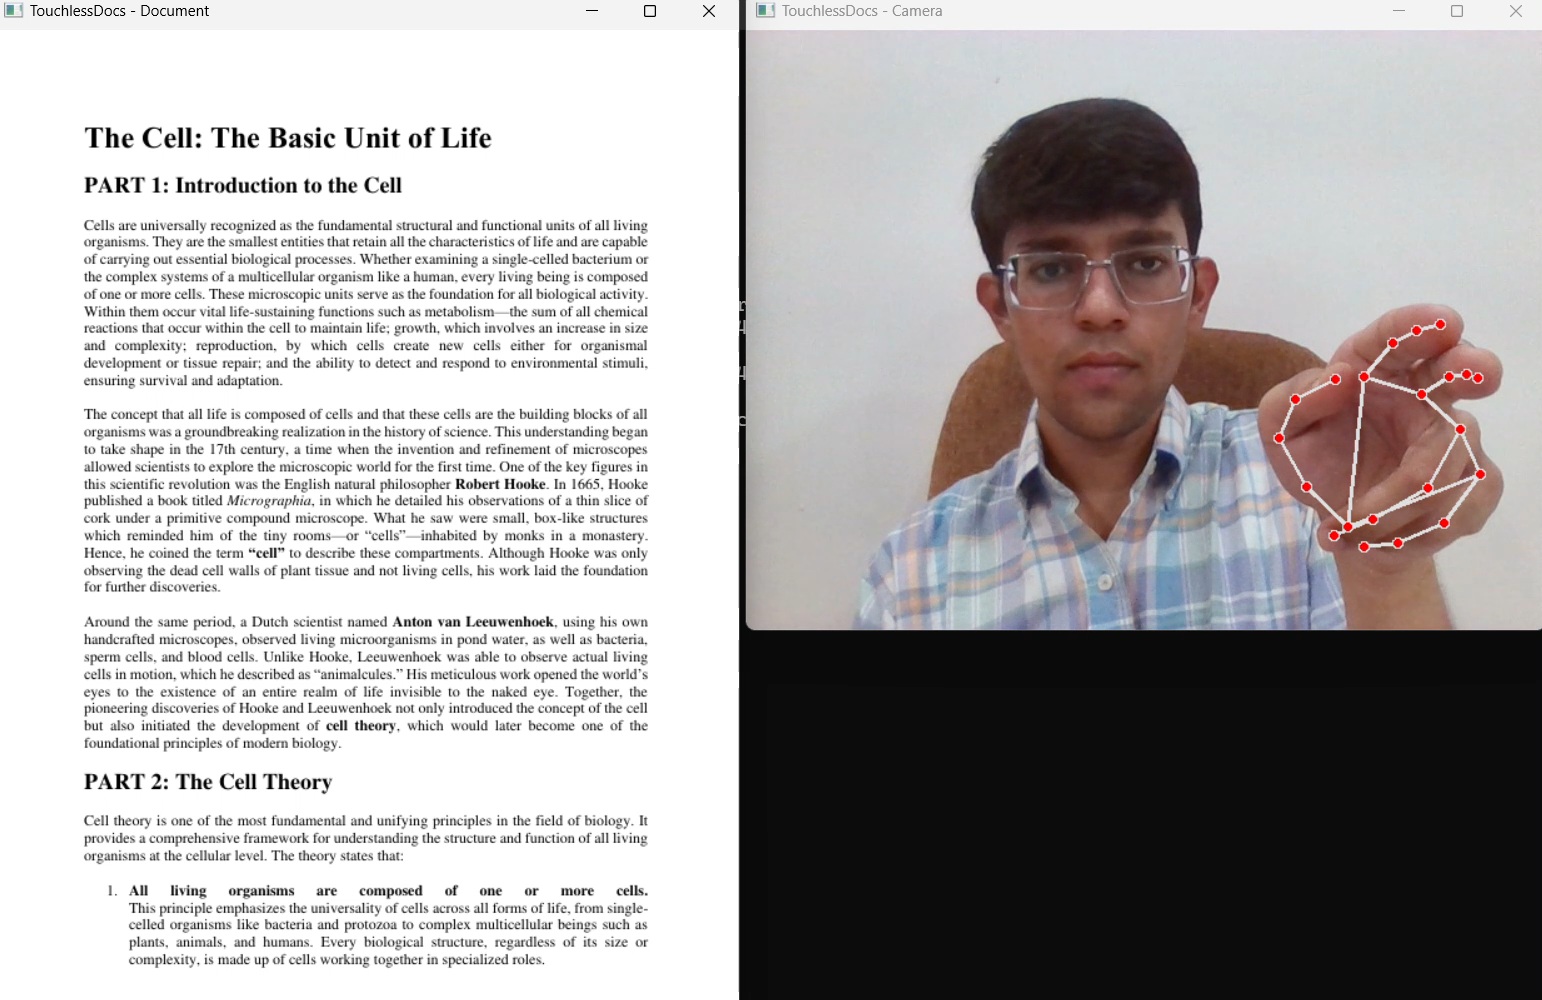 TouchlessDocs - Document
The Cell: The Basic Unit of Life
PART 1: Introduction to the Cell
Cells are universally recognized as the fundamental structural and functional units of all living
organisms. They are the smallest entities that retain all the characteristics of life and are capable
of carrying out essential biological processes. Whether examining a single-celled bacterium or
the complex systems of a multicellular organism like a human, every living being is composed
of one or more cells. These microscopic units serve as the foundation for all biological activity.
Within them occur vital life-sustaining functions such as metabolism—the sum of all chemical
reactions that occur within the cell to maintain life; growth, which involves an increase in size
and complexity; reproduction, by which cells create new cells either for organismal
development or tissue repair; and the ability to detect and respond to environmental stimuli,
ensuring survival and adaptation.
The concept that all life is composed of cells and that these cells are the building blocks of all
organisms was a groundbreaking realization in the history of science. This understanding began
to take shape in the 17th century, a time when the invention and refinement of microscopes
allowed scientists to explore the microscopic world for the first time. One of the key figures in
this scientific revolution was the English natural philosopher Robert Hooke. In 1665, Hooke
published a book titled Micrographia, in which he detailed his observations of a thin slice of
cork under a primitive compound microscope. What he saw were small, box-like structures
which reminded him of the tiny rooms—or “cells”—inhabited by monks in a monastery.
Hence, he coined the term “cell” to describe these compartments. Although Hooke was only
observing the dead cell walls of plant tissue and not living cells, his work laid the foundation
for further discoveries.
Around the same period, a Dutch scientist named Anton van Leeuwenhoek, using his own
handcrafted microscopes, observed living microorganisms in pond water, as well as bacteria,
sperm cells, and blood cells. Unlike Hooke, Leeuwenhoek was able to observe actual living
cells in motion, which he described as “animalcules.” His meticulous work opened the world’s
eyes to the existence of an entire realm of life invisible to the naked eye. Together, the
pioneering discoveries of Hooke and Leeuwenhoek not only introduced the concept of the cell
but also initiated the development of cell theory, which would later become one of the
foundational principles of modern biology.
PART 2: The Cell Theory
Cell theory is one of the most fundamental and unifying principles in the field of biology. It
provides a comprehensive framework for understanding the structure and function of all living
organisms at the cellular level. The theory states that:
1. All living organisms are composed of one or more cells.
This principle emphasizes the universality of cells across all forms of life, from single-
celled organisms like bacteria and protozoa to complex multicellular beings such as
plants, animals, and humans. Every biological structure, regardless of its size or
complexity, is made up of cells working together in specialized roles.
TouchlessDocs - Camera